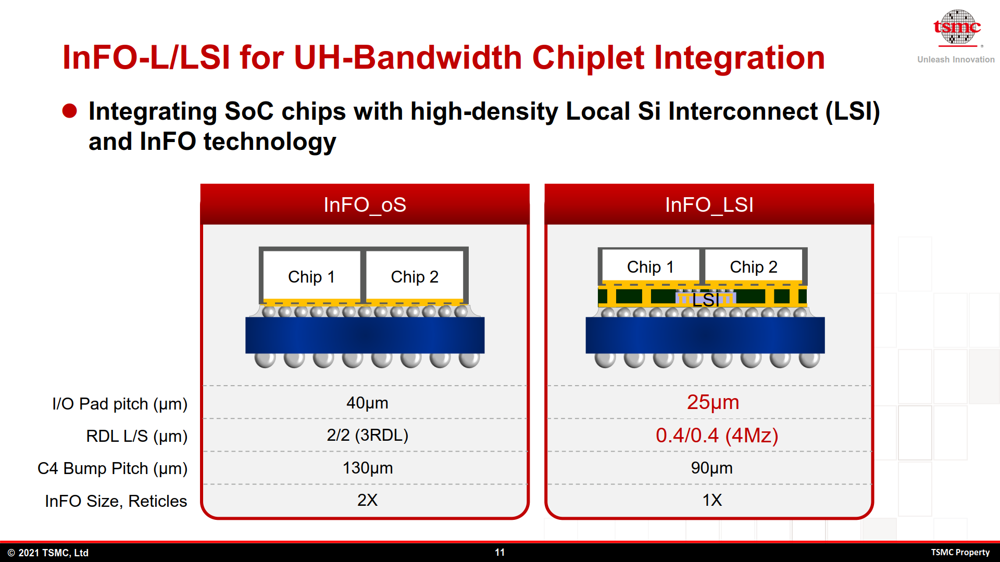 tsmc
®
Unleash Innovation
InFO-L/LSI for UH-Bandwidth Chiplet Integration
Integrating SoC chips with high-density Local Si Interconnect (LSI)
and InFO technology
InFO_oS
InFO_LSI
Chip 1
Chip 2
Chip 1
Chip 2
LSI
I/O Pad pitch (µm)
40µm
25µm
RDL L/S (µm)
2/2 (3RDL)
0.4/0.4 (4Mz)
C4 Bump Pitch (µm)
130µm
90µm
InFO Size, Reticles
2X
1X
© 2021 TSMC, Ltd
11
TSMC Property